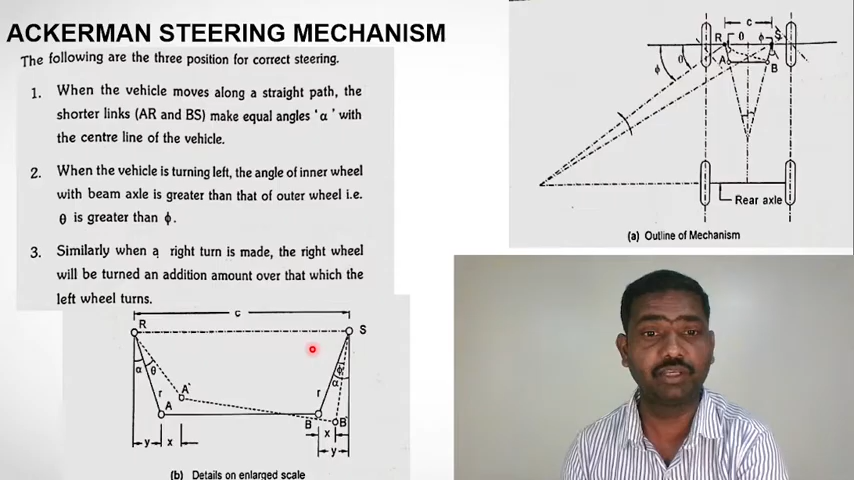 ACKERMAN STEERING MECHANISM
The following are the three position for correct steering.
1. When the vehicle moves along a straight path, the
shorter links (AR and BS) make equal angles 'α' with
the centre line of the vehicle.
2. When the vehicle is turning left, the angle of inner wheel
with beam axle is greater than that of outer wheel i.e.
θ is greater than ϕ.
3. Similarly when a right turn is made, the right wheel
will be turned an addition amount over that which the
left wheel turns.
c
R θ ϕ S
A B
ϕ θ
Rear axle
(a) Outline of Mechanism
c
R S
α θ ϕ α
r A' r
A B B'
y x x
y
(b) Details on enlarged scale